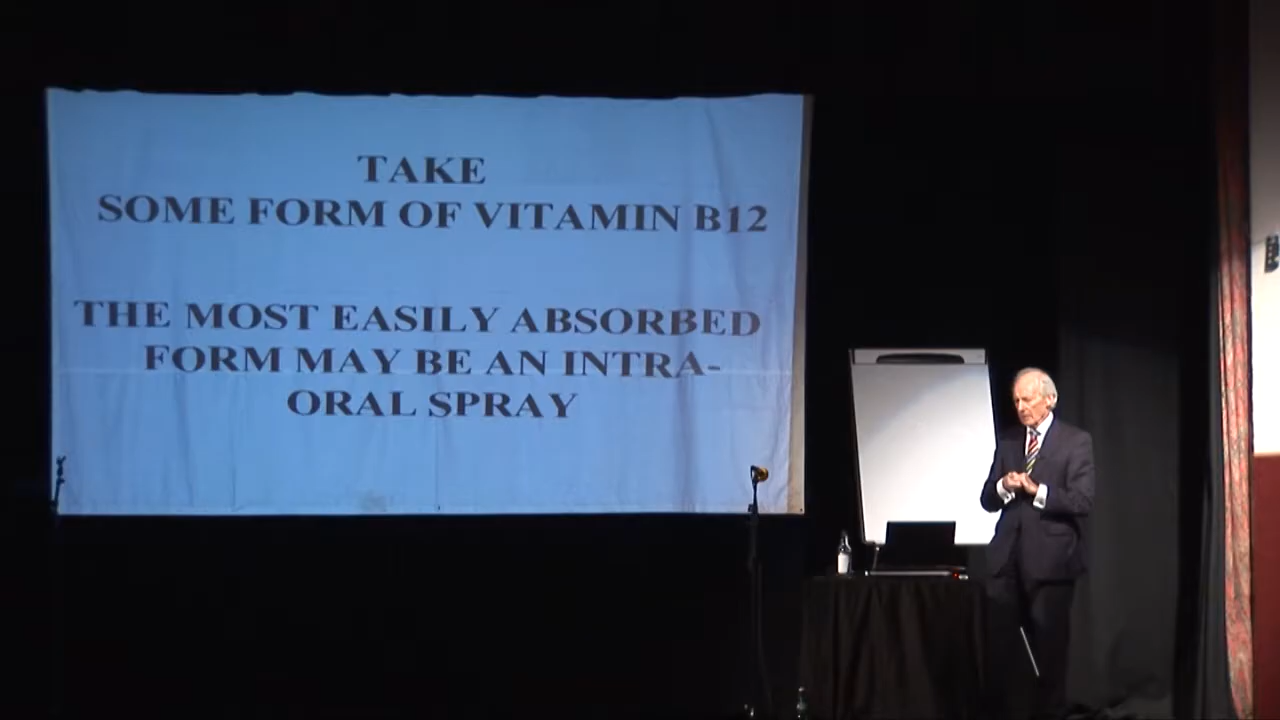 TAKE
SOME FORM OF VITAMIN B12
THE MOST EASILY ABSORBED
FORM MAY BE AN INTRA-
ORAL SPRAY